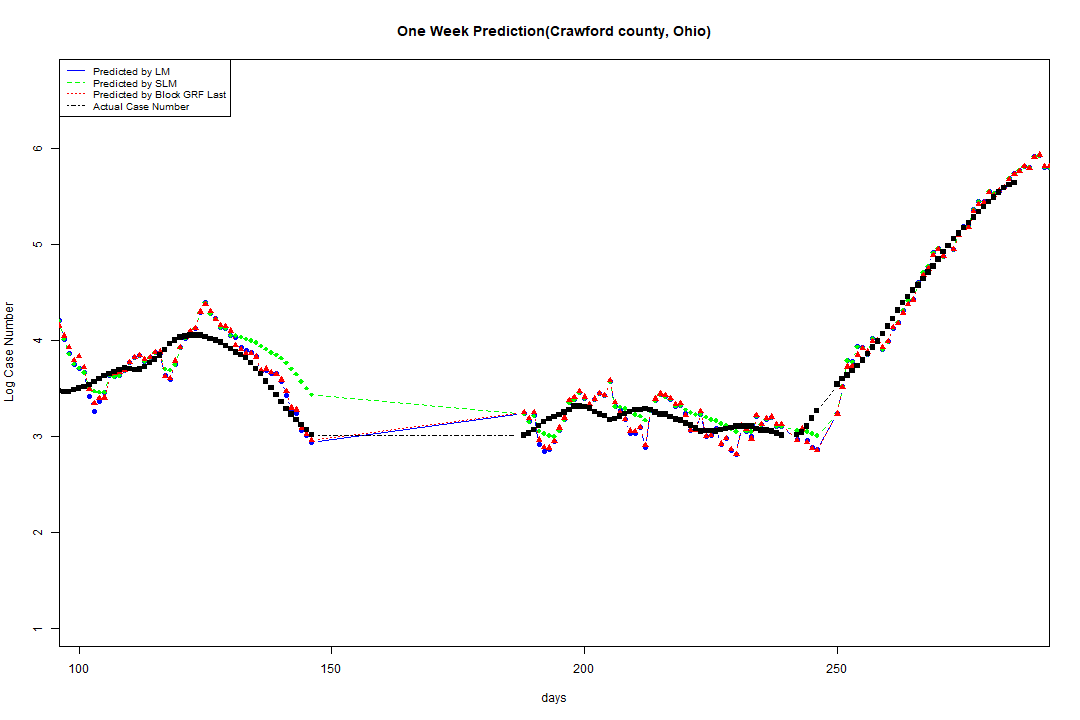 One Week Prediction(Crawford county, Ohio)
Predicted by LM
Predicted by SLM
Predicted by Block GRF Last
Actual Case Number
Log Case Number
6
5
4
3
2
1
100 150 200 250
days